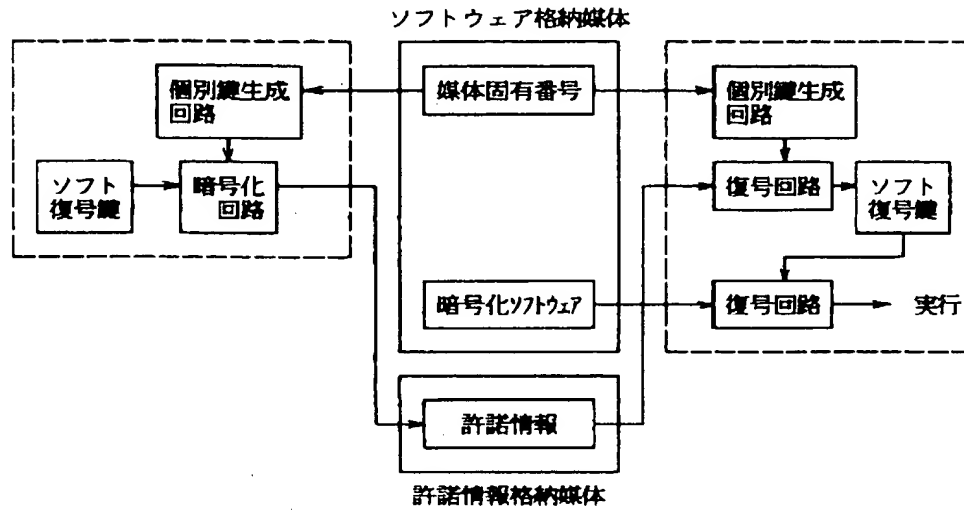 ソフトウェア格納媒体
個別鍵生成
回路
媒体固有番号
個別鍵生成
回路
ソフト
復号鍵
暗号化
回路
復号回路
ソフト
復号鍵
暗号化ソフトウェア
復号回路
実行
許諾情報
許諾情報格納媒体